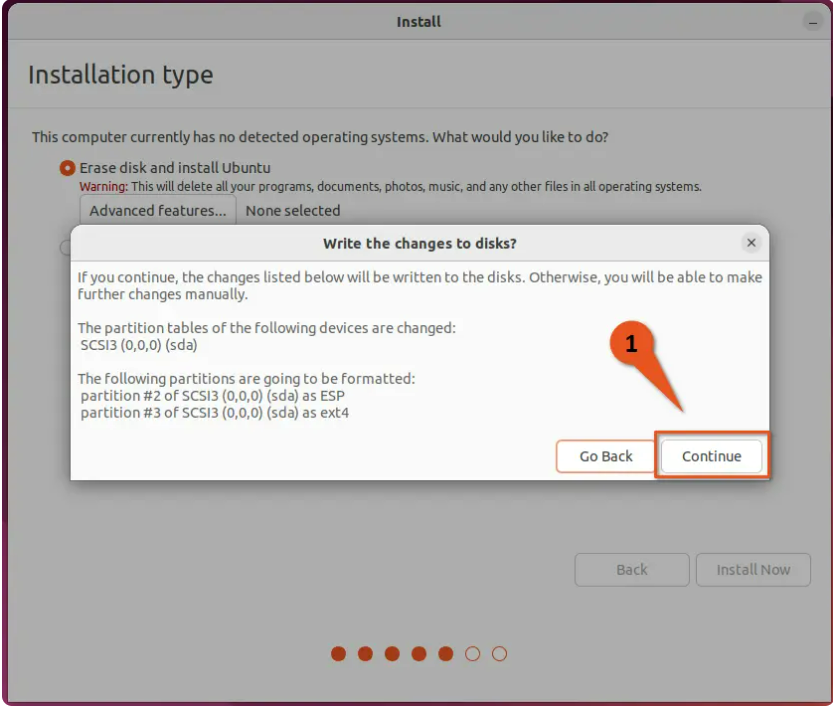 Install
Installation type
This computer currently has no detected operating systems. What would you like to do?
Erase disk and install Ubuntu
Warning: This will delete all your programs, documents, photos, music, and any other files in all operating systems.
Advanced features... None selected
Write the changes to disks?
If you continue, the changes listed below will be written to the disks. Otherwise, you will be able to make
further changes manually.
The partition tables of the following devices are changed:
SCSI3 (0,0,0) (sda)
The following partitions are going to be formatted:
partition #2 of SCSI3 (0,0,0) (sda) as ESP
partition #3 of SCSI3 (0,0,0) (sda) as ext4
1
Go Back Continue
Back Install Now